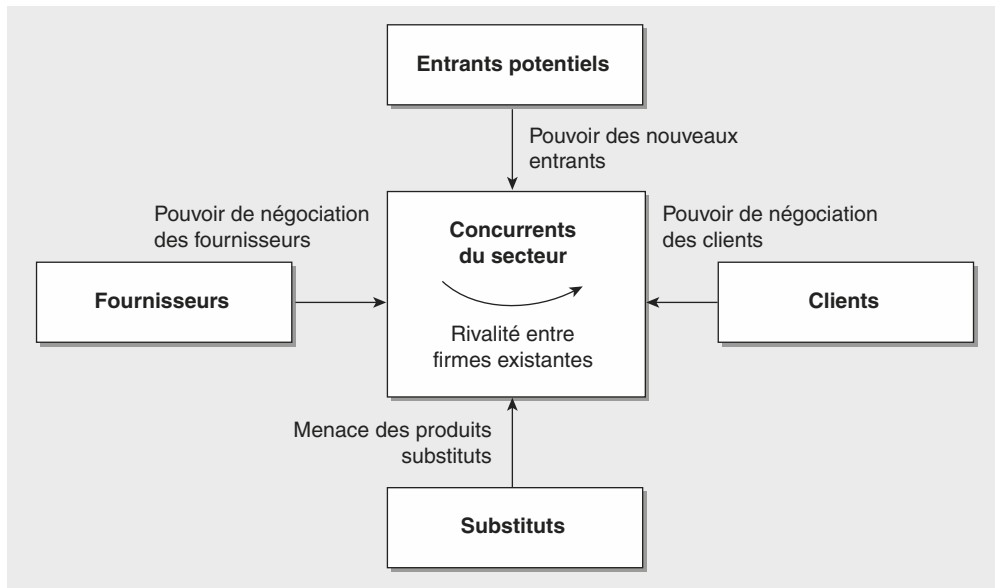 Entrants potentiels
Pouvoir des nouveaux
entrants
Pouvoir de négociation
des fournisseurs
Concurrents
du secteur
Pouvoir de négociation
des clients
Fournisseurs
Clients
Rivalité entre
firmes existantes
Menace des produits
substituts
Substituts